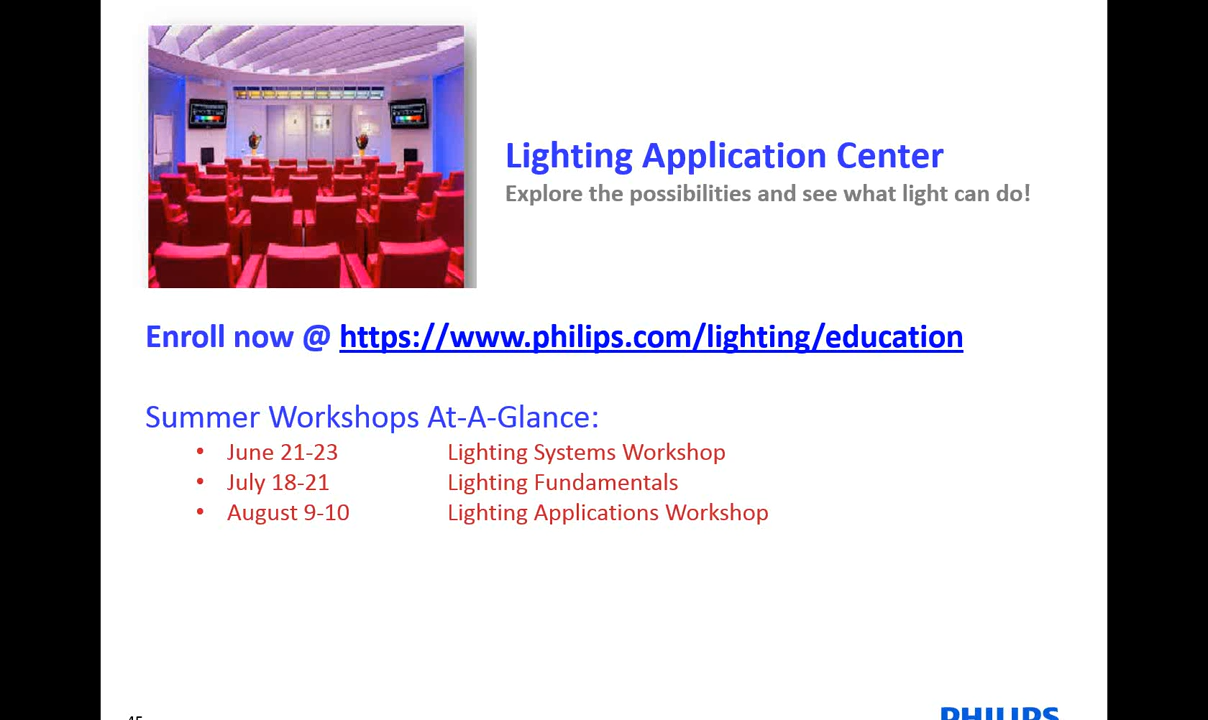 Lighting Application Center
Explore the possibilities and see what light can do!
Enroll now @ https://www.philips.com/lighting/education
Summer Workshops At-A-Glance:
• June 21-23 Lighting Systems Workshop
• July 18-21 Lighting Fundamentals
• August 9-10 Lighting Applications Workshop
45 PHILIPS